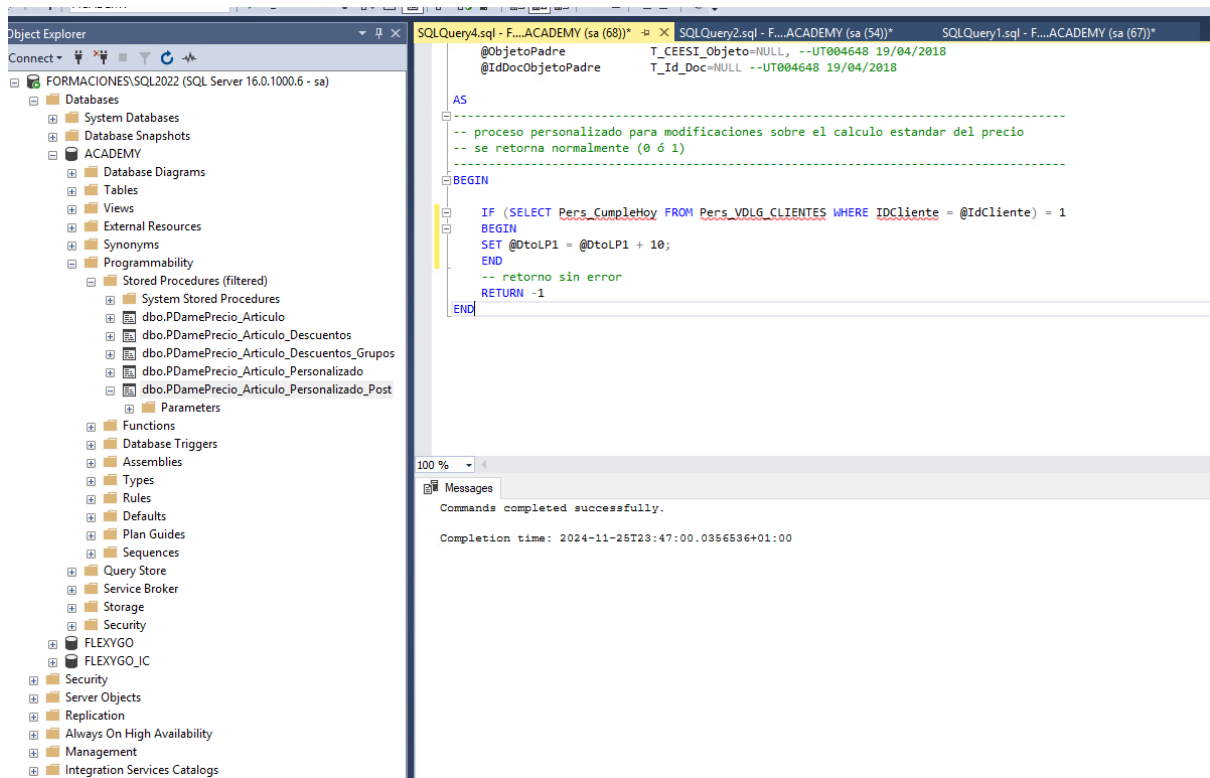 Object Explorer
Connect
FORMACIONES\SQL2022 (SQL Server 16.0.1000.6 - sa)
Databases
System Databases
Database Snapshots
ACADEMY
Database Diagrams
Tables
Views
External Resources
Synonyms
Programmability
Stored Procedures (filtered)
System Stored Procedures
dbo.PDamePrecio_Articulo
dbo.PDamePrecio_Articulo_Descuentos
dbo.PDamePrecio_Articulo_Descuentos_Grupos
dbo.PDamePrecio_Articulo_Personalizado
dbo.PDamePrecio_Articulo_Personalizado_Post
Parameters
Functions
Database Triggers
Assemblies
Types
Rules
Defaults
Plan Guides
Sequences
Query Store
Service Broker
Storage
Security
FLEXYGO
FLEXYGO_IC
Security
Server Objects
Replication
Always On High Availability
Management
Integration Services Catalogs
SQLQuery4.sql - F....ACADEMY (sa (68))* SQLQuery2.sql - F....ACADEMY (sa (54))* SQLQuery1.sql - F....ACADEMY (sa (67))*
@ObjetoPadre T_CEESI_Objeto=NULL, --UT004648 19/04/2018
@IdDocObjetoPadre T_Id_Doc=NULL --UT004648 19/04/2018
AS
--------------------------------------------------------------------------------------
-- proceso personalizado para modificaciones sobre el calculo estandar del precio
-- se retorna normalmente (0 ó 1)
--------------------------------------------------------------------------------------
BEGIN
IF (SELECT Pers_CumpleHoy FROM Pers_VDLG_CLIENTES WHERE IDCliente = @IdCliente) = 1
BEGIN
SET @DtoLP1 = @DtoLP1 + 10;
END
-- retorno sin error
RETURN -1
END
100 %
Messages
Commands completed successfully.
Completion time: 2024-11-25T23:47:00.0356536+01:00